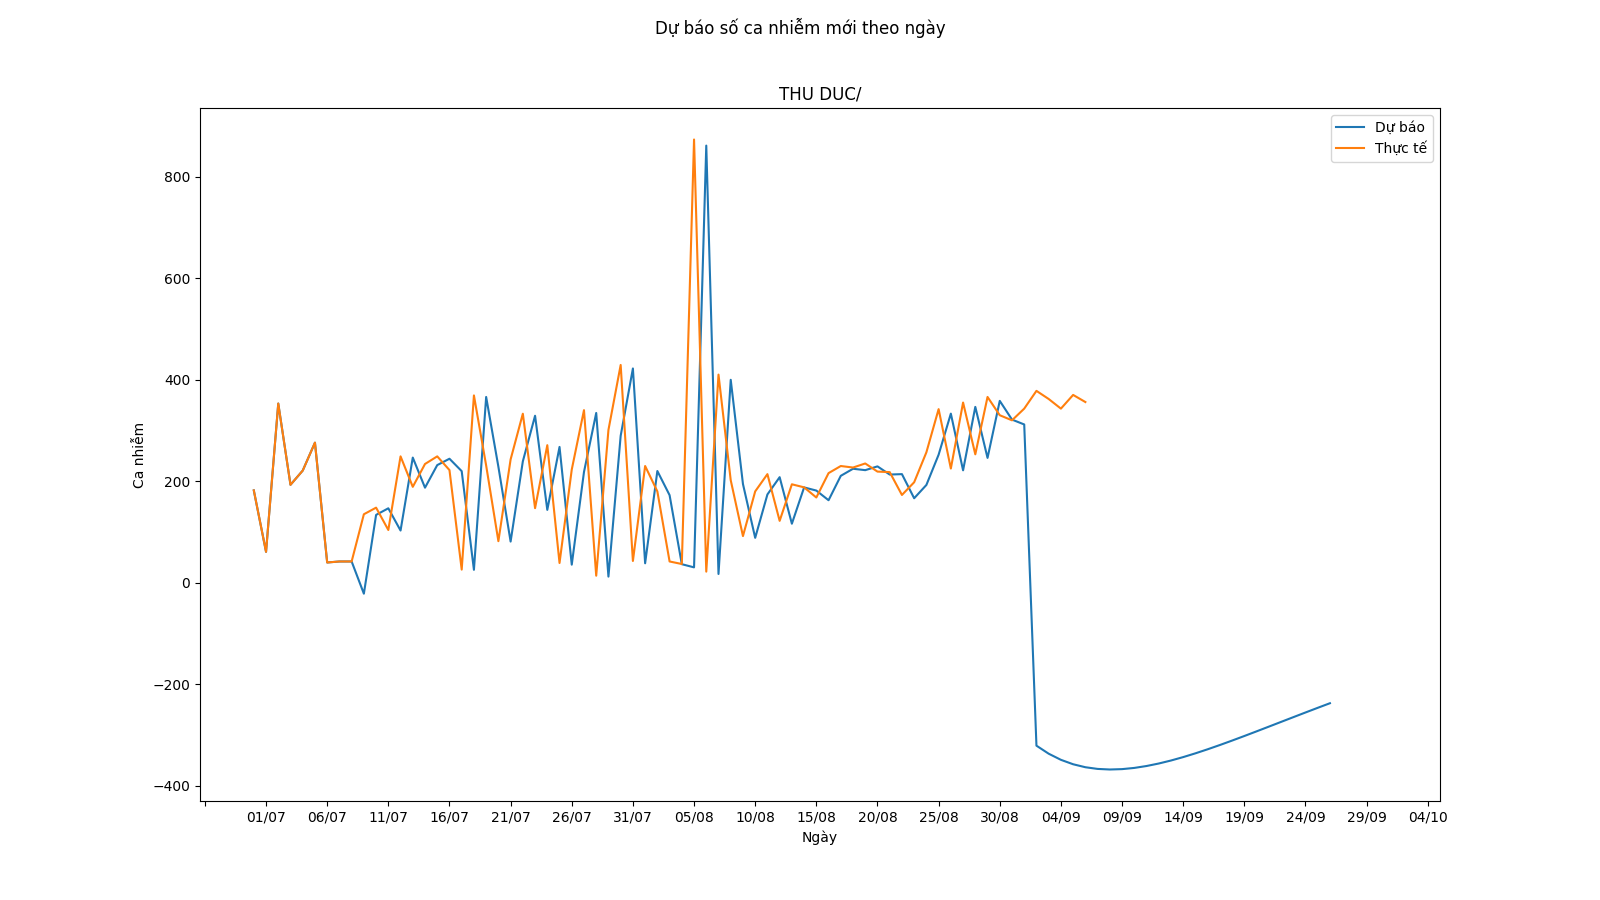 Dự báo số ca nhiễm mới theo ngày
THU DUC/
Dự báo
Thực tế
800
600
400
200
0
−200
−400
Ca nhiễm
01/07 06/07 11/07 16/07 21/07 26/07 31/07 05/08 10/08 15/08 20/08 25/08 30/08 04/09 09/09 14/09 19/09 24/09 29/09 04/10
Ngày